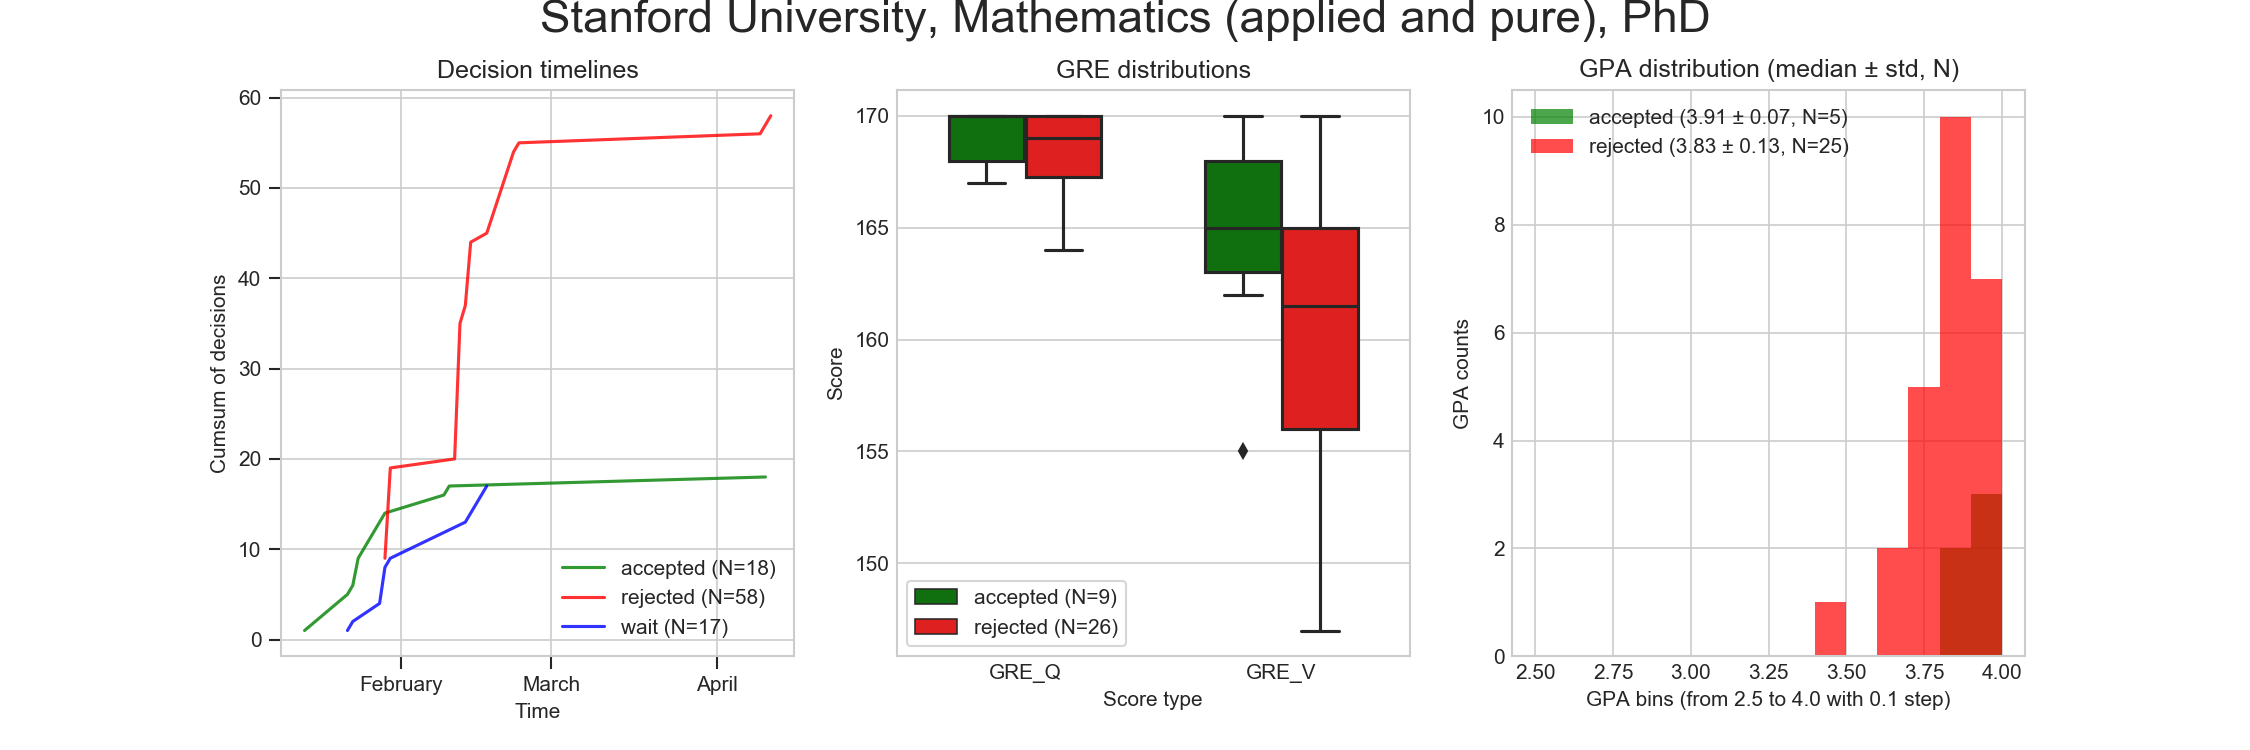 Stanford University, Mathematics (applied and pure), PhD
Decision timelines
60
50
40
30
20
10
0
Cumsum of decisions
accepted (N=18)
rejected (N=58)
wait (N=17)
February March April
Time
GRE distributions
170
165
160
155
150
Score
accepted (N=9)
rejected (N=26)
GRE_Q GRE_V
Score type
GPA distribution (median ± std, N)
accepted (3.91 ± 0.07, N=5)
rejected (3.83 ± 0.13, N=25)
10
8
6
4
2
0
GPA counts
2.50 2.75 3.00 3.25 3.50 3.75 4.00
GPA bins (from 2.5 to 4.0 with 0.1 step)